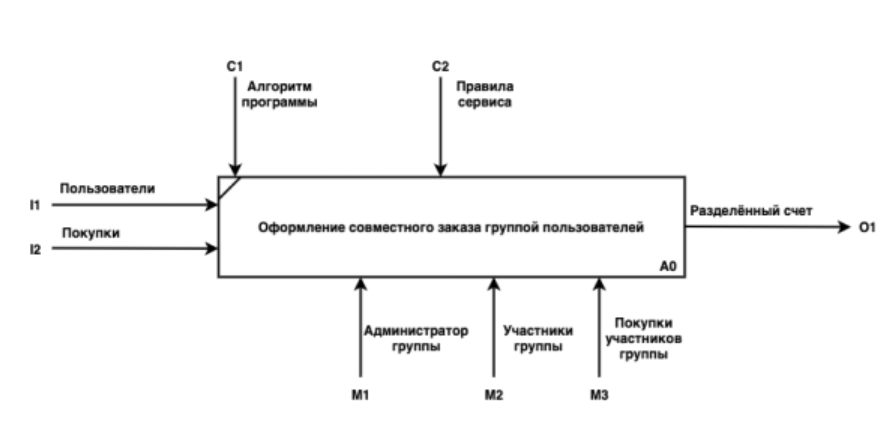 C1
C2
Алгоритм
программы
Правила
сервиса
Пользователи
I1
Покупки
I2
Оформление совместного заказа группой пользователей
A0
Разделённый счет
O1
Администратор
группы
Участники
группы
Покупки
участников
группы
M1
M2
M3